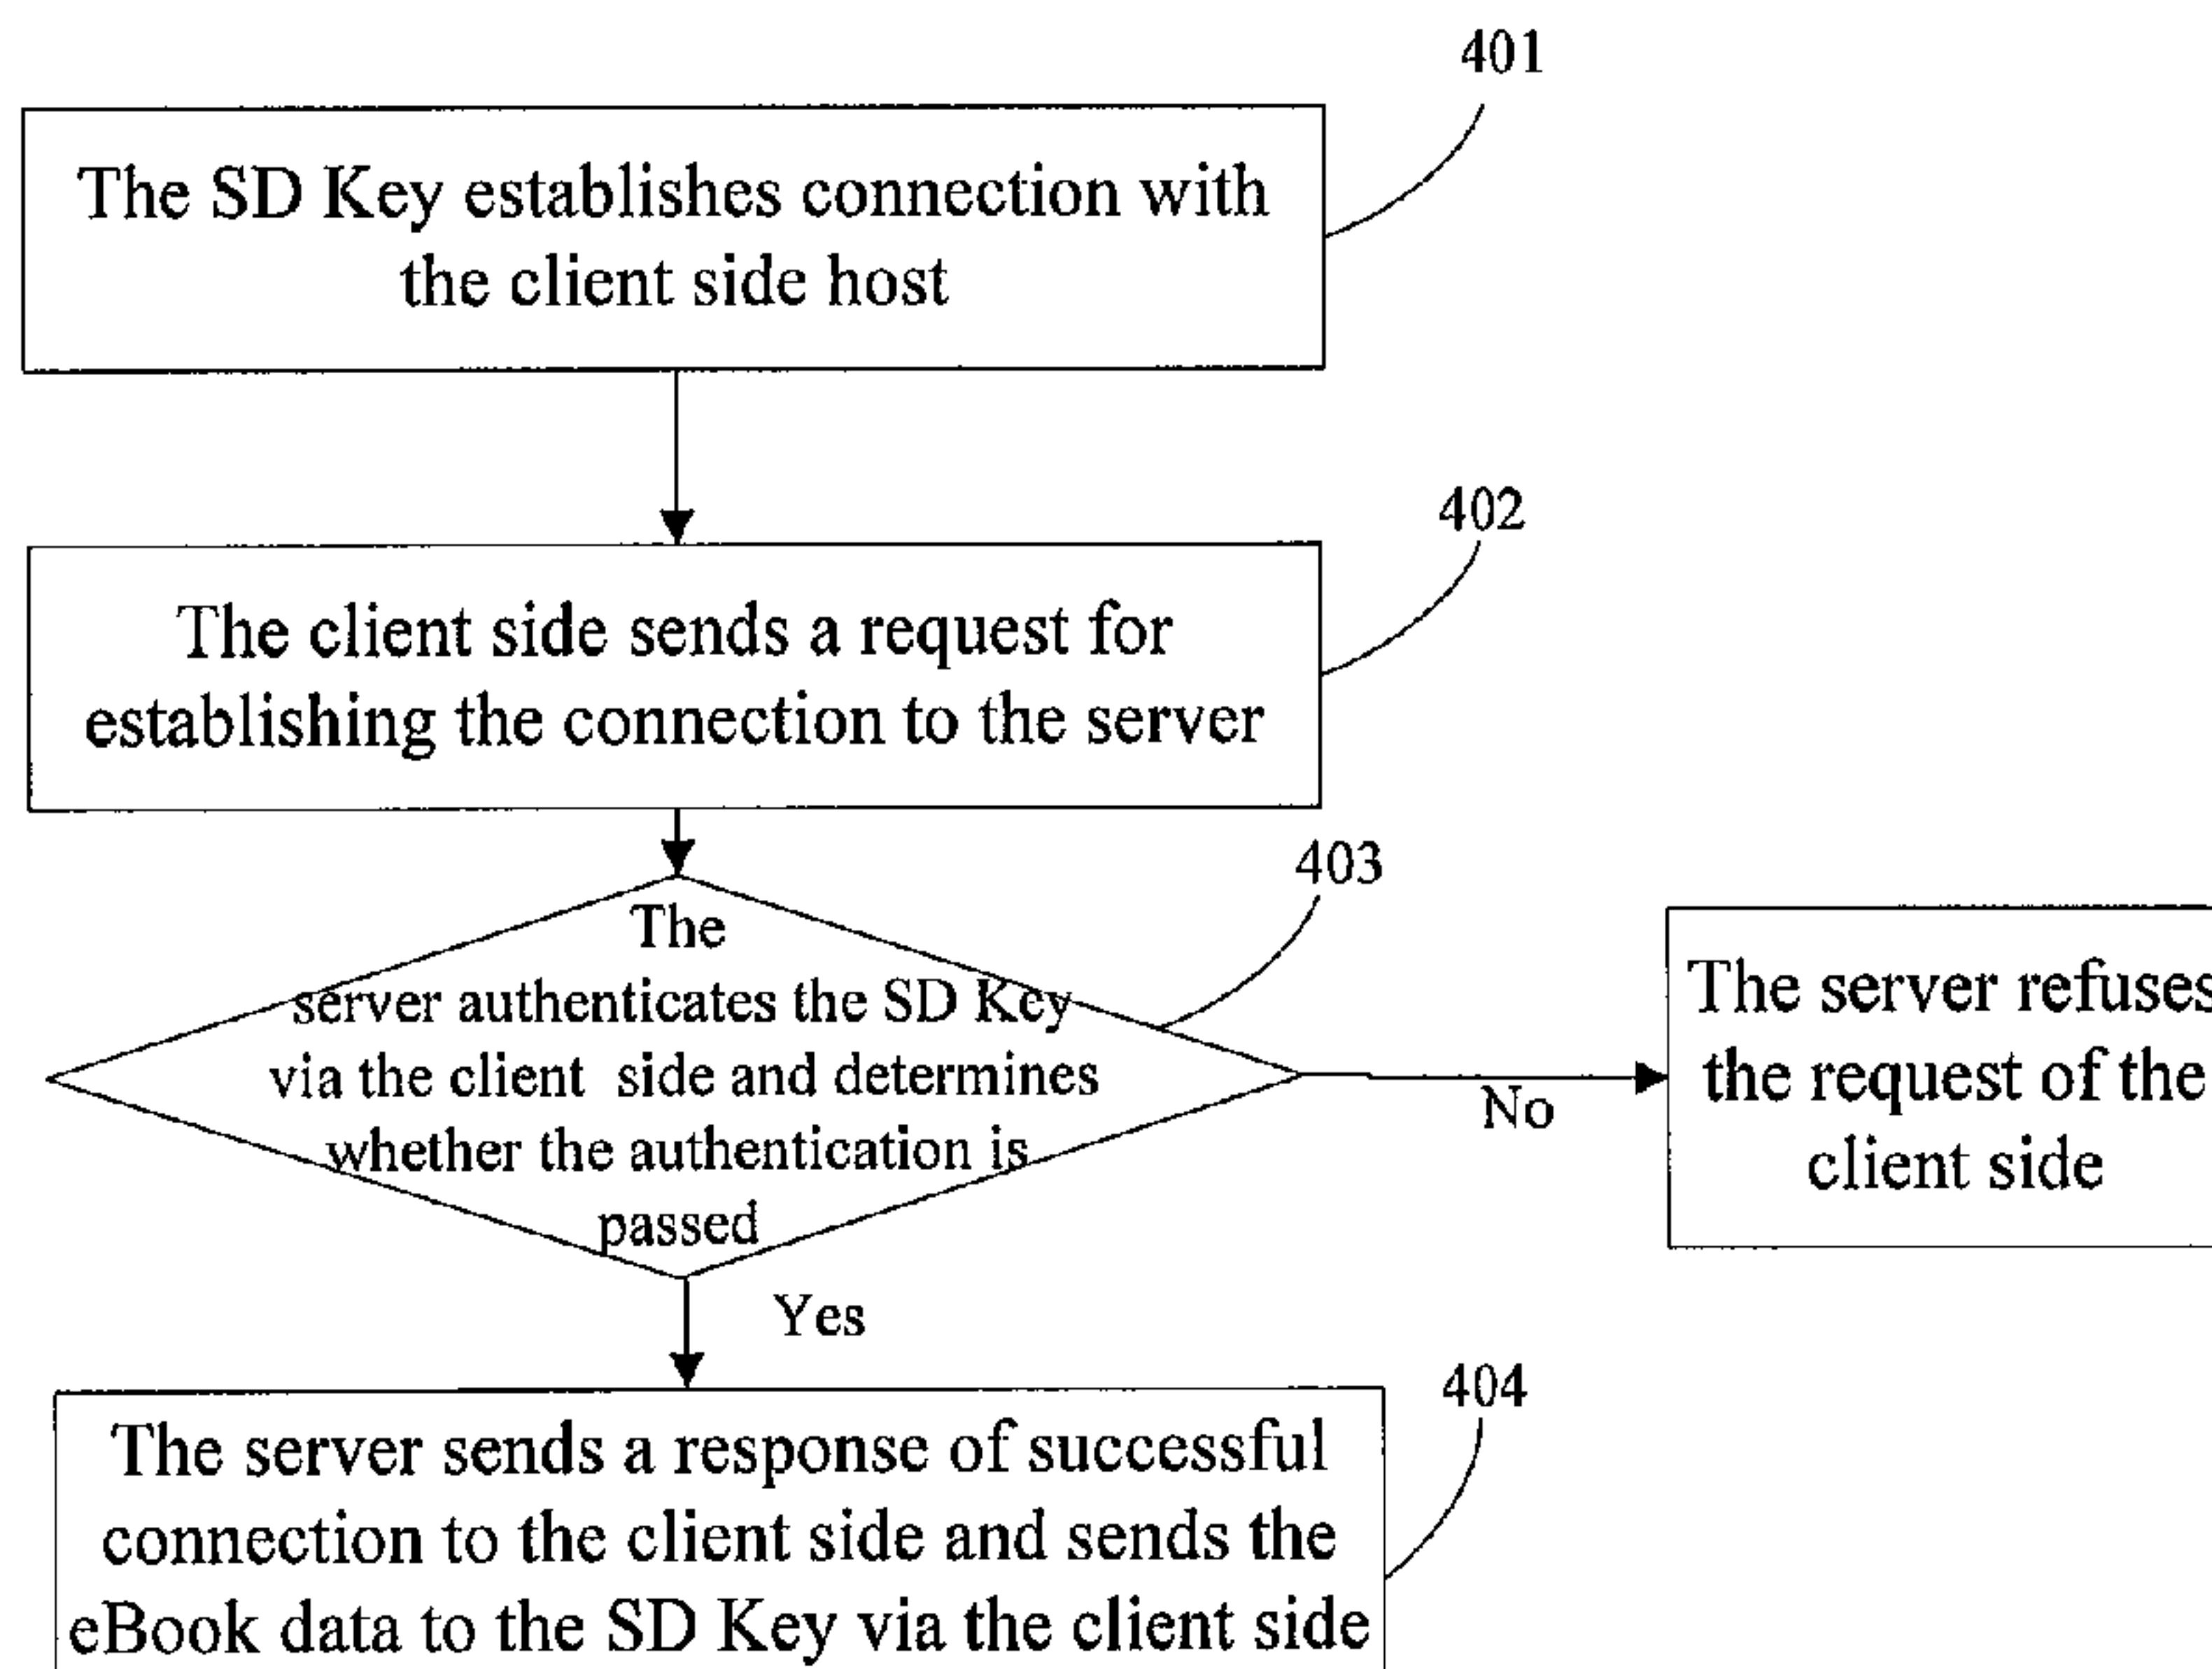 401
The SD Key establishes connection with
the client side host
402
The client side sends a request for
establishing the connection to the server
403
The
server authenticates the SD Key
via the client side and determines
whether the authentication is
passed
No
The server refuses
the request of the
client side
Yes
404
The server sends a response of successful
connection to the client side and sends the
eBook data to the SD Key via the client side